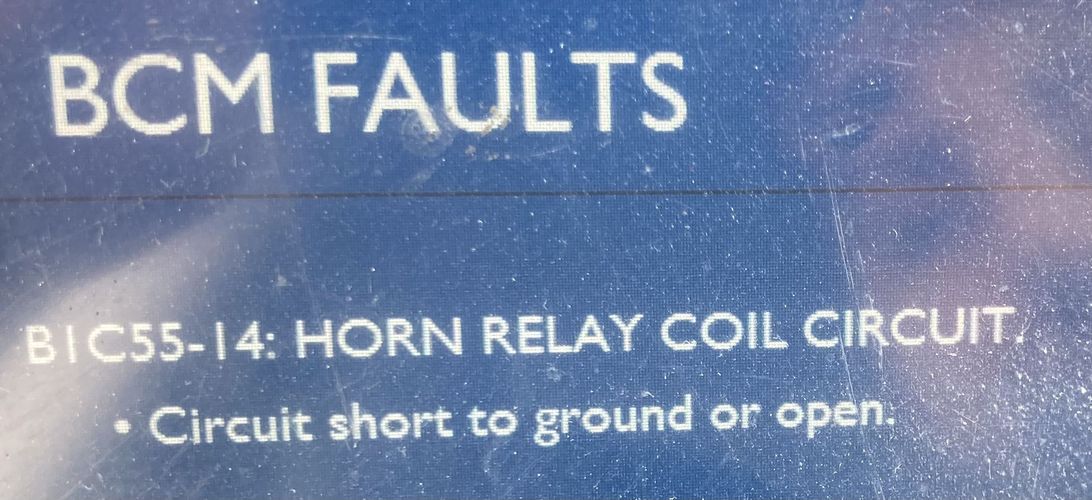 BCM FAULTS
B1C55-14: HORN RELAY COIL CIRCUIT.
• Circuit short to ground or open.